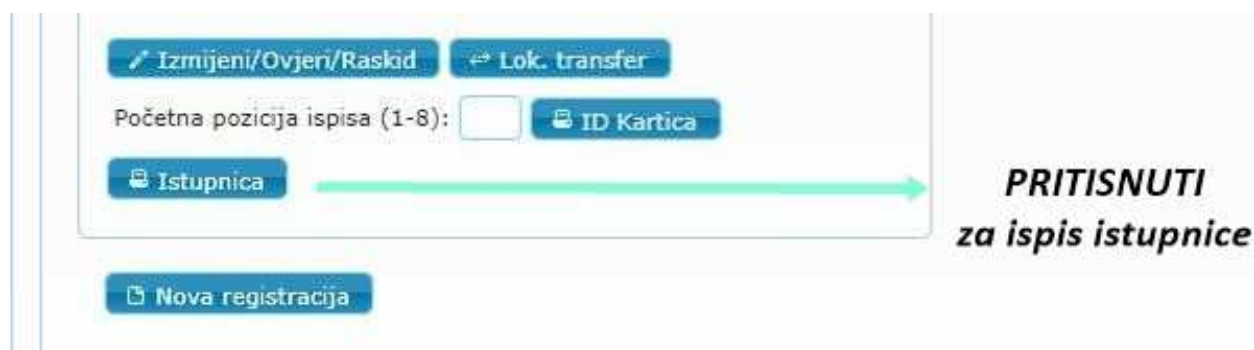 Izmijeni/Ovjeri/Raskid Lok. transfer
Početna pozicija ispisa (1-8): ID Kartica
Istupnica
PRITISNUTI
za ispis istupnice
Nova registracija